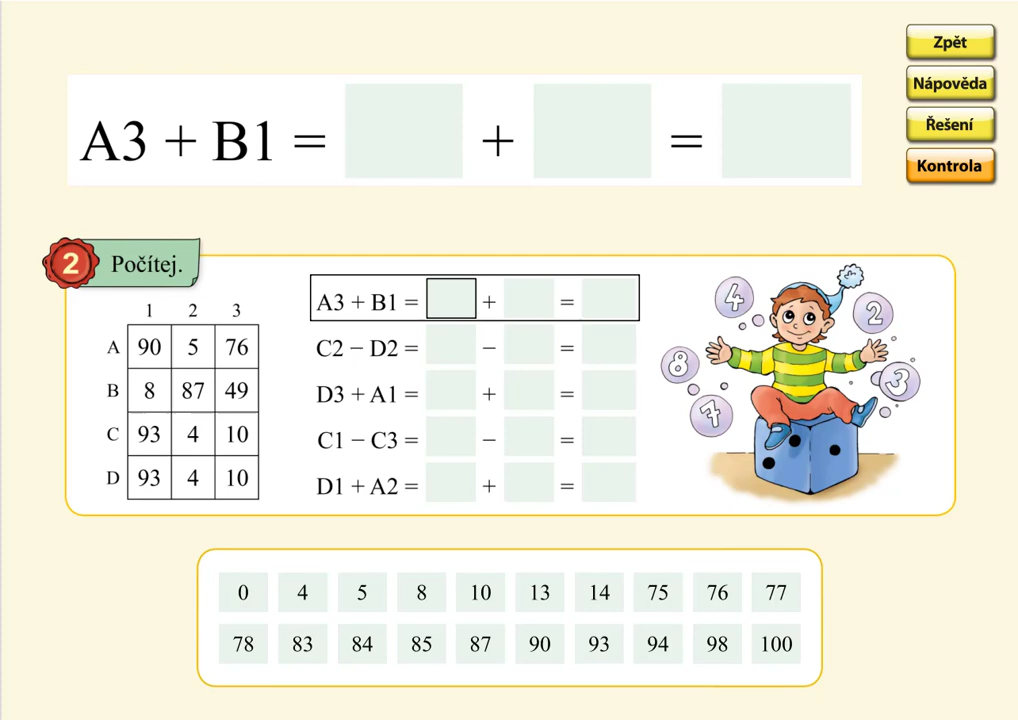 Zpět
Nápověda
Řešení
Kontrola
A3 + B1 = + =
2 Počítej.
1 2 3
A 90 5 76
B 8 87 49
C 93 4 10
D 93 4 10
A3 + B1 = + =
C2 − D2 = − =
D3 + A1 = + =
C1 − C3 = − =
D1 + A2 = + =
4
2
8
3
7
0 4 5 8 10 13 14 75 76 77
78 83 84 85 87 90 93 94 98 100